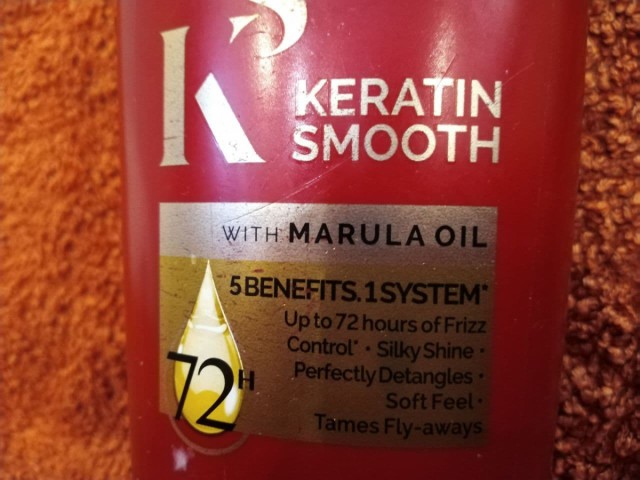 KS
KERATIN
SMOOTH
WITH MARULA OIL
5 BENEFITS. 1 SYSTEM*
Up to 72 hours of Frizz
Control* • Silky Shine •
Perfectly Detangles •
Soft Feel •
Tames Fly-aways
72H